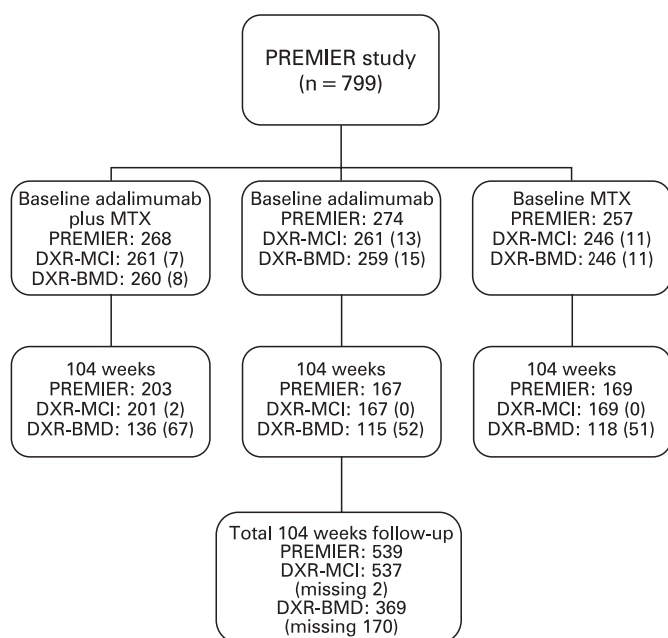 PREMIER study
(n = 799)
Baseline adalimumab
plus MTX
PREMIER: 268
DXR-MCI: 261 (7)
DXR-BMD: 260 (8)
Baseline adalimumab
PREMIER: 274
DXR-MCI: 261 (13)
DXR-BMD: 259 (15)
Baseline MTX
PREMIER: 257
DXR-MCI: 246 (11)
DXR-BMD: 246 (11)
104 weeks
PREMIER: 203
DXR-MCI: 201 (2)
DXR-BMD: 136 (67)
104 weeks
PREMIER: 167
DXR-MCI: 167 (0)
DXR-BMD: 115 (52)
104 weeks
PREMIER: 169
DXR-MCI: 169 (0)
DXR-BMD: 118 (51)
Total 104 weeks follow-up
PREMIER: 539
DXR-MCI: 537
(missing 2)
DXR-BMD: 369
(missing 170)